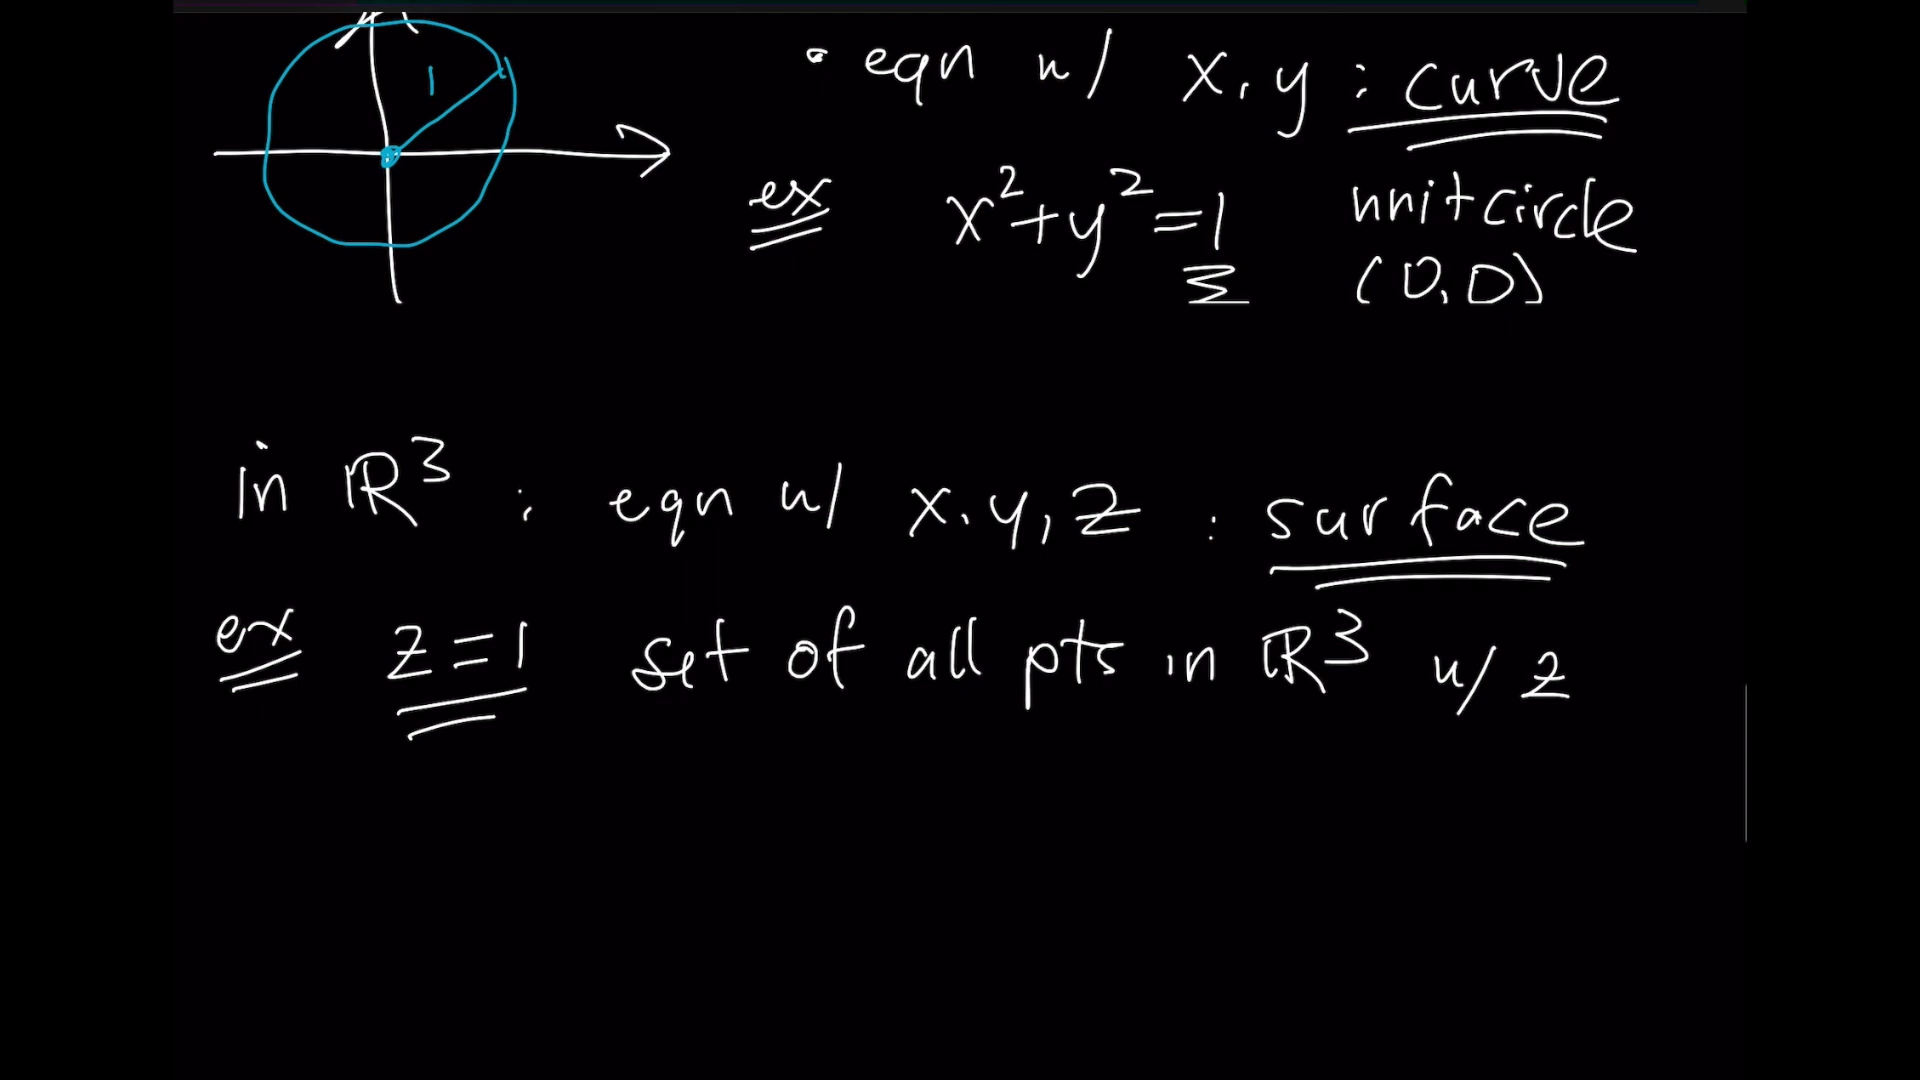 1
• eqn w/ x, y : curve
ex x²+y²=1 unit circle
(0,0)
in ℝ³ : eqn w/ x, y, z : surface
ex z=1 set of all pts in ℝ³ w/ z